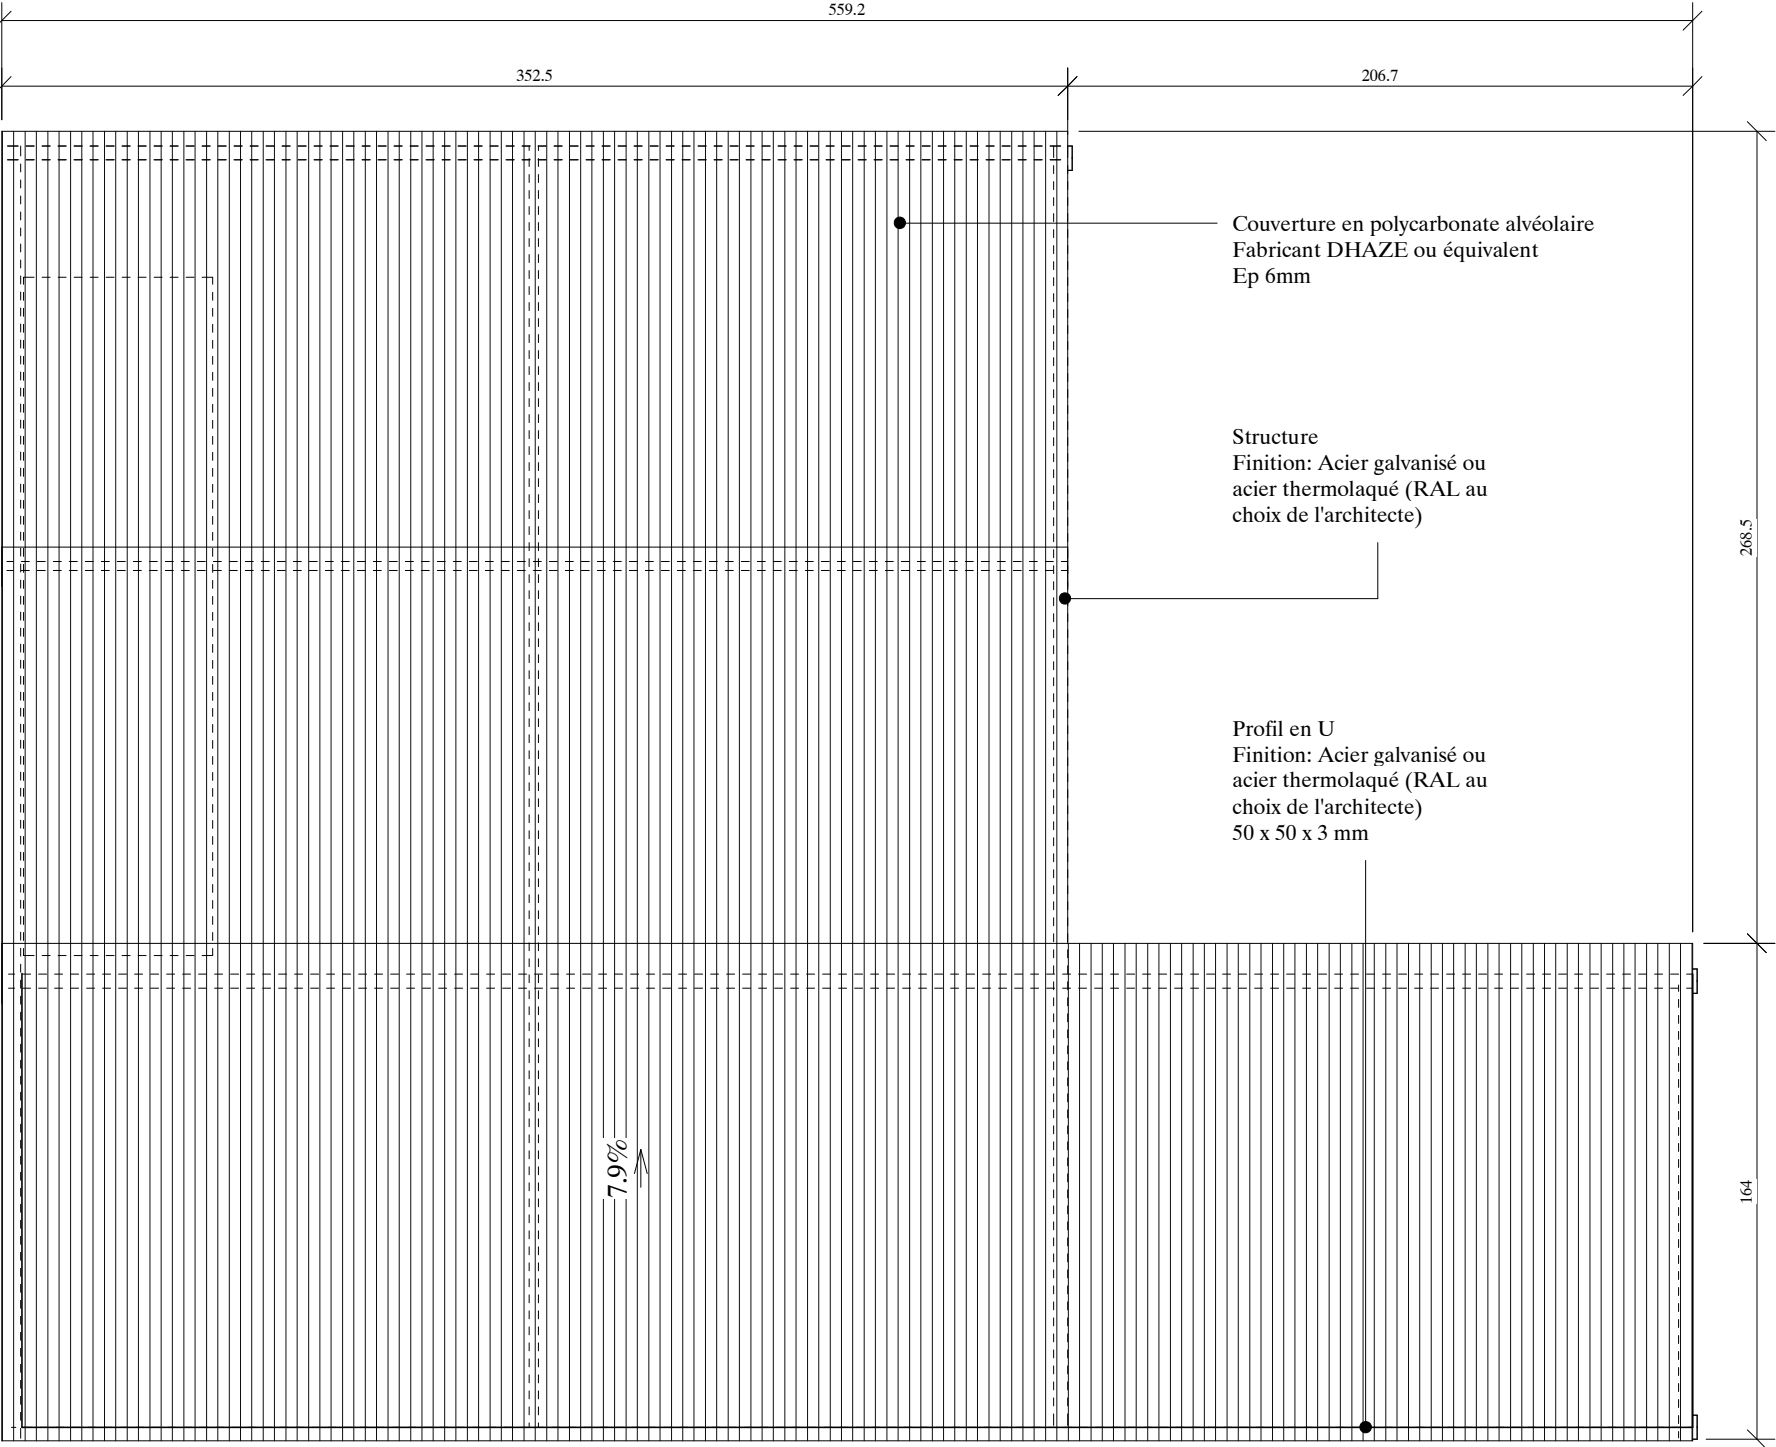 559.2
352.5
206.7
Couverture en polycarbonate alvéolaire
Fabricant DHAZE ou équivalent
Ep 6mm
Structure
Finition: Acier galvanisé ou
acier thermolaqué (RAL au
choix de l'architecte)
268.5
Profil en U
Finition: Acier galvanisé ou
acier thermolaqué (RAL au
choix de l'architecte)
50 x 50 x 3 mm
7.9%
164